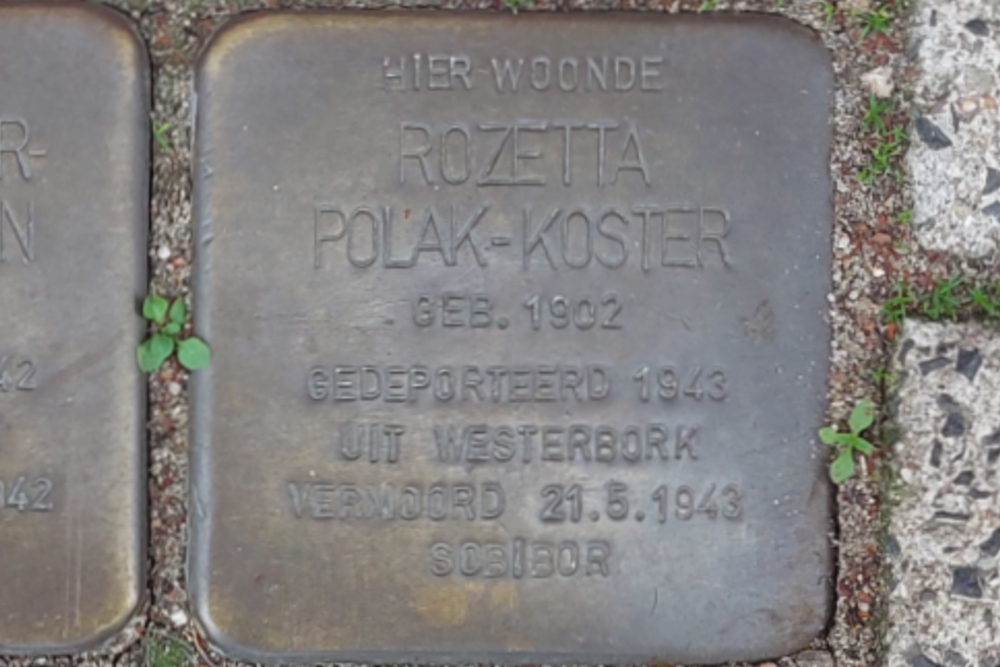 HIER WOONDE
ROZETTA
POLAK-KOSTER
GEB. 1902
GEDEPORTEERD 1943
UIT WESTERBORK
VERMOORD 21.5.1943
SOBIBOR